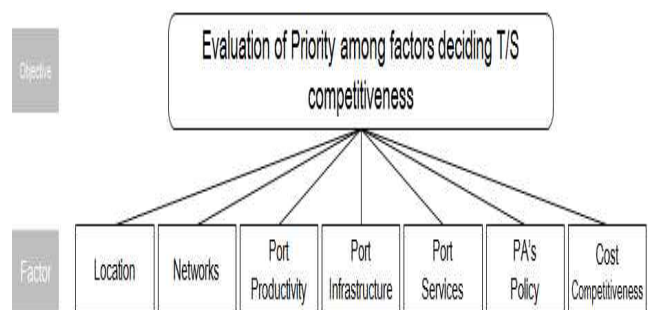 Objective
Evaluation of Priority among factors deciding T/S
competitiveness
Factor
Location
Networks
Port
Productivity
Port
Infrastructure
Port
Services
PA's
Policy
Cost
Competitiveness